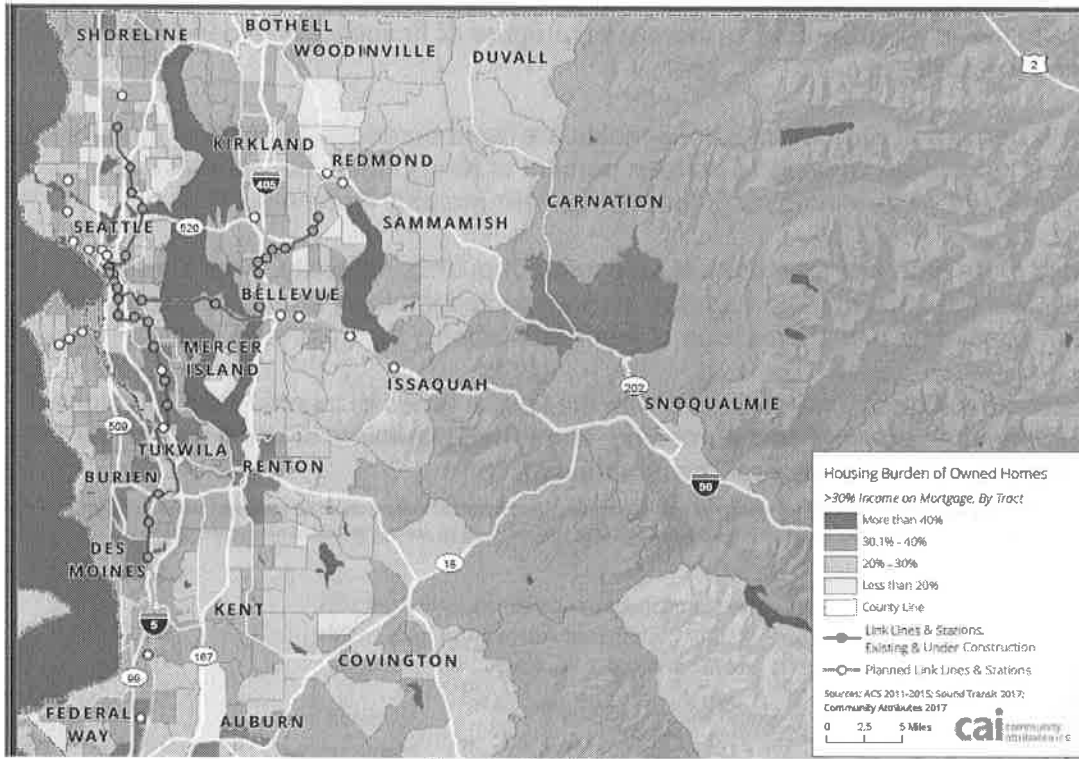 SHORELINE
BOTHELL
WOODINVILLE
DUVALL
2
KIRKLAND
REDMOND
405
CARNATION
SEATTLE
520
SAMMAMISH
BELLEVUE
MERCER
ISLAND
ISSAQUAH
202
SNOQUALMIE
509
TUKWILA
BURIEN
RENTON
90
DES
MOINES
18
KENT
5
167
COVINGTON
99
FEDERAL
WAY
AUBURN
Housing Burden of Owned Homes
>30% Income on Mortgage, By Tract
More than 40%
30.1% - 40%
20% - 30%
Less than 20%
County Line
Link Lines & Stations,
Existing & Under Construction
Planned Link Lines & Stations
Sources: ACS 2011-2015; Sound Transit 2017;
Community Attributes 2017
0 2.5 5 Miles
cai community
attributes inc